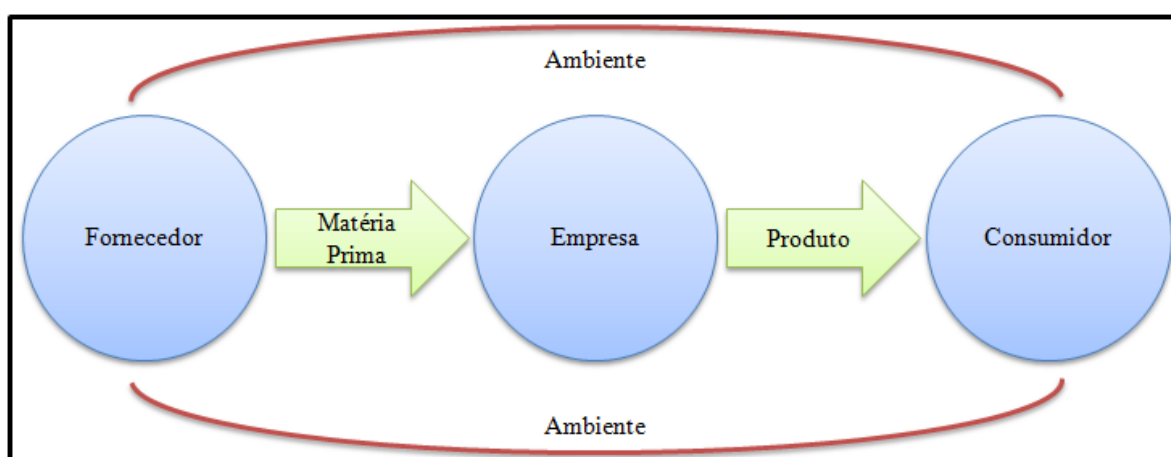 Ambiente
Fornecedor
Matéria
Prima
Empresa
Produto
Consumidor
Ambiente